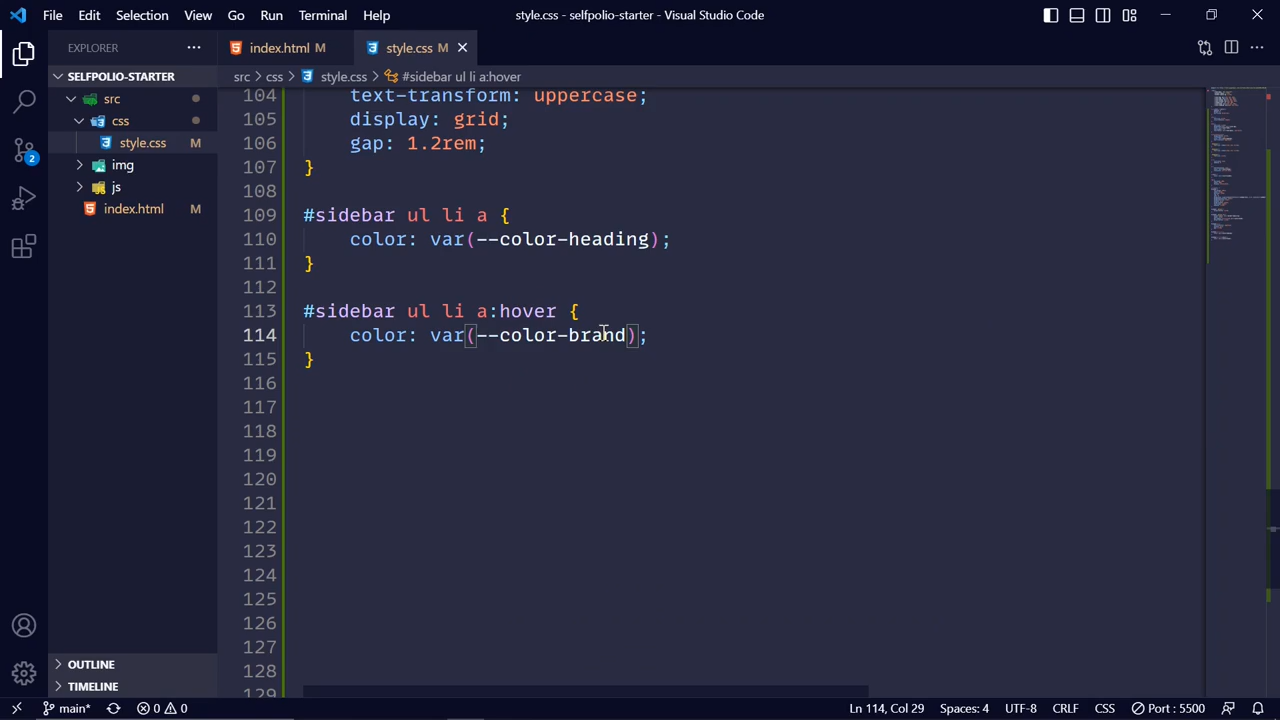 File Edit Selection View Go Run Terminal Help
style.css - selfpolio-starter - Visual Studio Code
EXPLORER
index.html M
style.css M
SELFPOLIO-STARTER
src > css > style.css > #sidebar ul li a:hover
src
css
style.css M
img
js
index.html M
OUTLINE
TIMELINE
2
104 text-transform: uppercase;
105 display: grid;
106 gap: 1.2rem;
107 }
108
109 #sidebar ul li a {
110 color: var(--color-heading);
111 }
112
113 #sidebar ul li a:hover {
114 color: var(--color-brand);
115 }
116
117
118
119
120
121
122
123
124
125
126
127
128
129
main* 0 0 Ln 114, Col 29 Spaces: 4 UTF-8 CRLF CSS Port : 5500